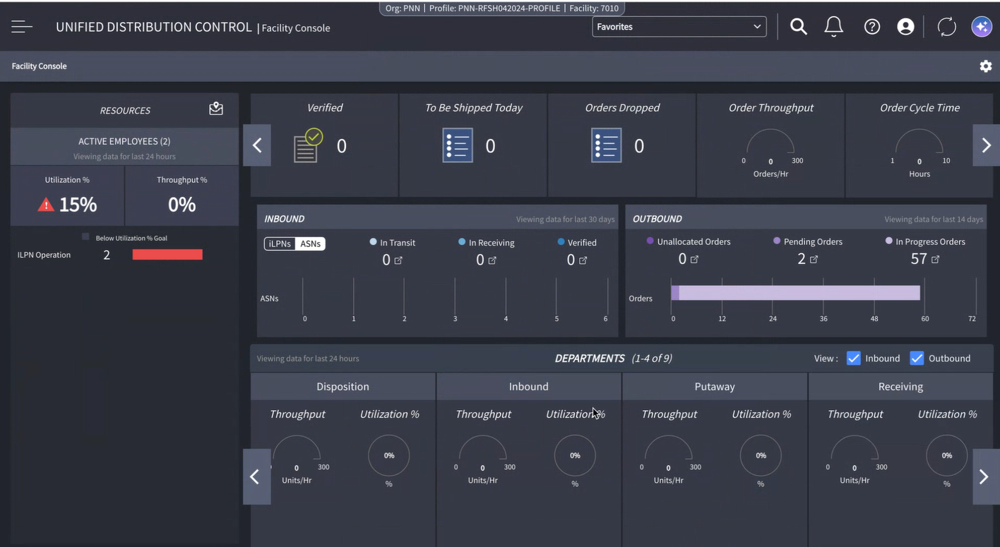 Org: PNN | Profile: PNN-RFSH042024-PROFILE | Facility: 7010
UNIFIED DISTRIBUTION CONTROL | Facility Console
Favorites
Facility Console
RESOURCES
ACTIVE EMPLOYEES (2)
Viewing data for last 24 hours
Utilization %
Throughput %
15%
0%
Below Utilization % Goal
ILPN Operation 2
Verified
0
To Be Shipped Today
0
Orders Dropped
0
Order Throughput
0 0 300
Orders/Hr
Order Cycle Time
1 0 10
Hours
INBOUND Viewing data for last 30 days
iLPNs ASNs
In Transit
0
In Receiving
0
Verified
0
ASNs
0 1 2 3 4 5 6
OUTBOUND Viewing data for last 14 days
Unallocated Orders
0
Pending Orders
2
In Progress Orders
57
Orders
0 12 24 36 48 60 72
Viewing data for last 24 hours DEPARTMENTS (1-4 of 9) View : Inbound Outbound
Disposition
Throughput Utilization %
0%
0 0 300
Units/Hr %
Inbound
Throughput Utilization %
0%
0 0 300
Units/Hr %
Putaway
Throughput Utilization %
0%
0 0 300
Units/Hr %
Receiving
Throughput Utilization %
0%
0 0 300
Units/Hr %